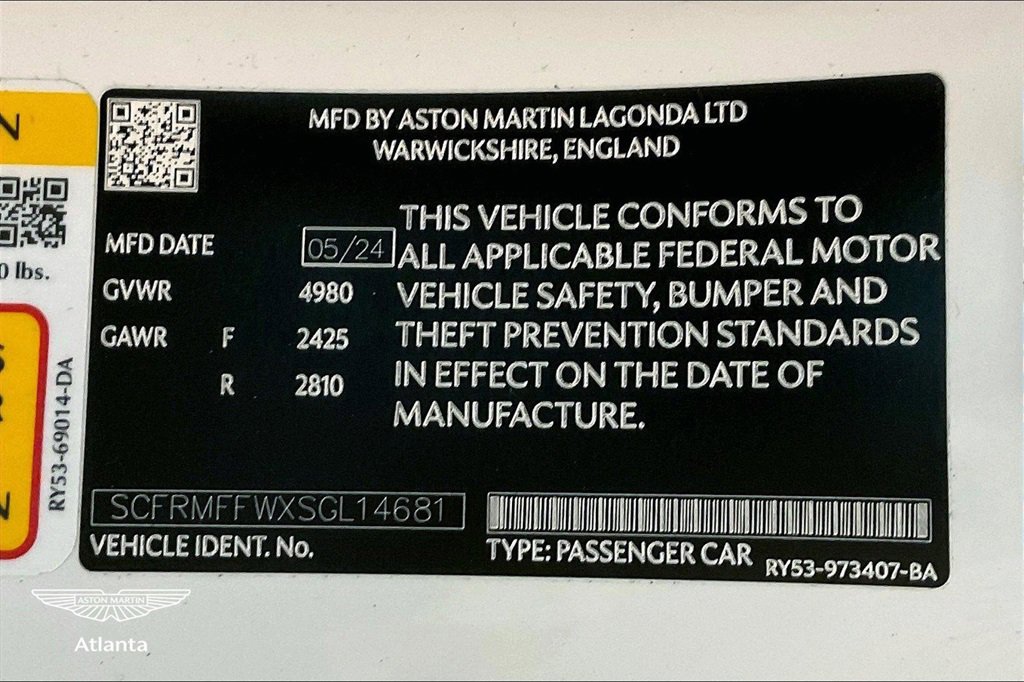 MFD BY ASTON MARTIN LAGONDA LTD
WARWICKSHIRE, ENGLAND
MFD DATE 05/24
GVWR 4980
GAWR F 2425
R 2810
THIS VEHICLE CONFORMS TO
ALL APPLICABLE FEDERAL MOTOR
VEHICLE SAFETY, BUMPER AND
THEFT PREVENTION STANDARDS
IN EFFECT ON THE DATE OF
MANUFACTURE.
SCFRMFFWXSGL14681
VEHICLE IDENT. No.
TYPE: PASSENGER CAR
RY53-973407-BA
N
0 lbs.
RY53-69014-DA
ASTON MARTIN
Atlanta